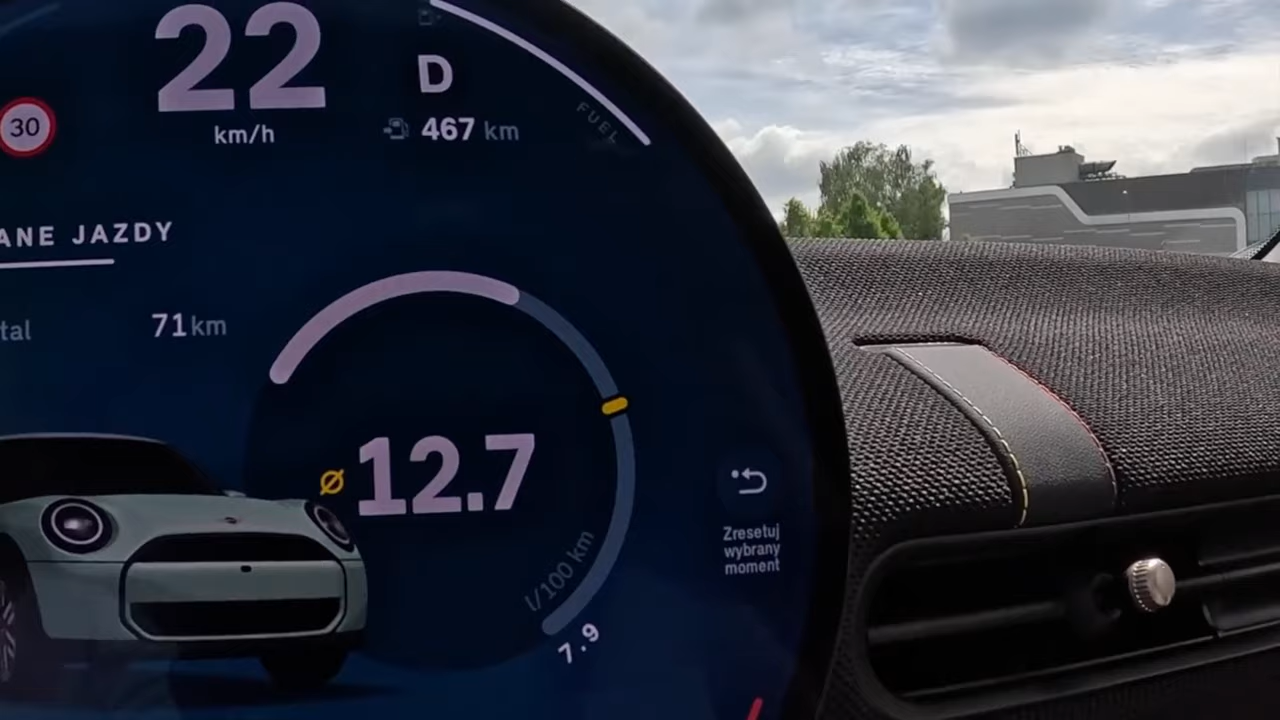 22
km/h
D
30
467 km
FUEL
ANE JAZDY
tal
71 km
Ø 12.7
l/100 km
7.9
Zresetuj
wybrany
moment